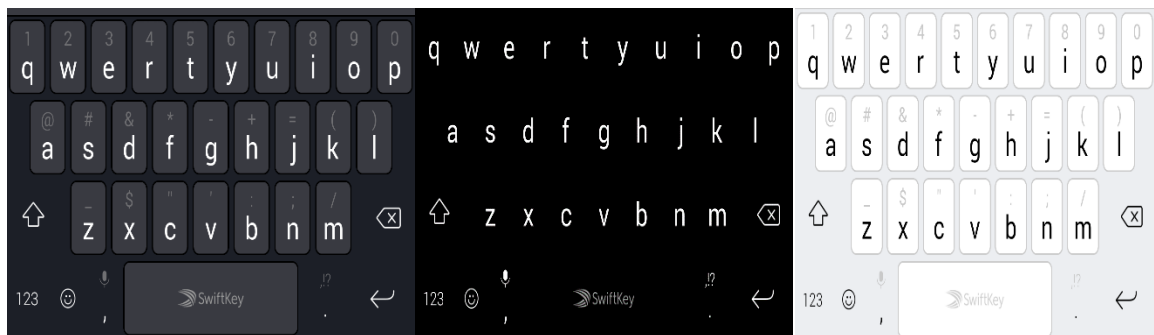 1 2 3 4 5 6 7 8 9 0
q w e r t y u i o p
@ # & * - + = ( )
a s d f g h j k l
_ $ " ' : ; /
z x c v b n m
,!?
123 , SwiftKey .
q w e r t y u i o p
a s d f g h j k l
z x c v b n m
,!?
123 , SwiftKey .
1 2 3 4 5 6 7 8 9 0
q w e r t y u i o p
@ # & * - + = ( )
a s d f g h j k l
_ $ " ' : ; /
z x c v b n m
,!?
123 , SwiftKey .